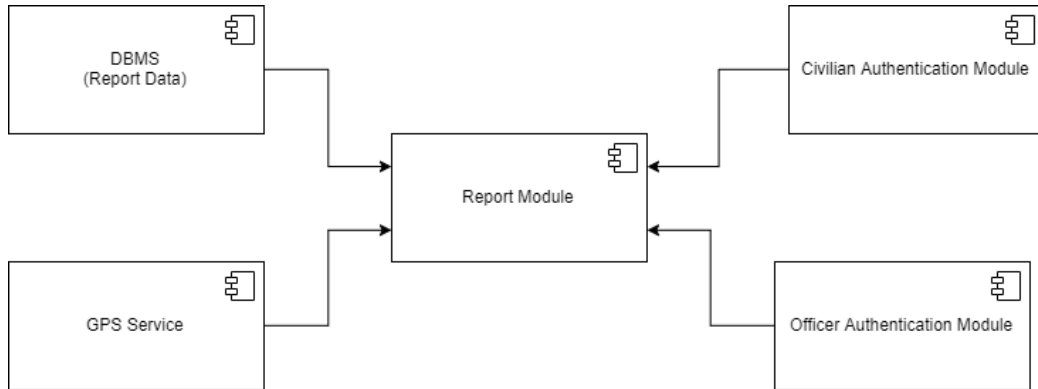 DBMS
(Report Data)
Civilian Authentication Module
Report Module
GPS Service
Officer Authentication Module